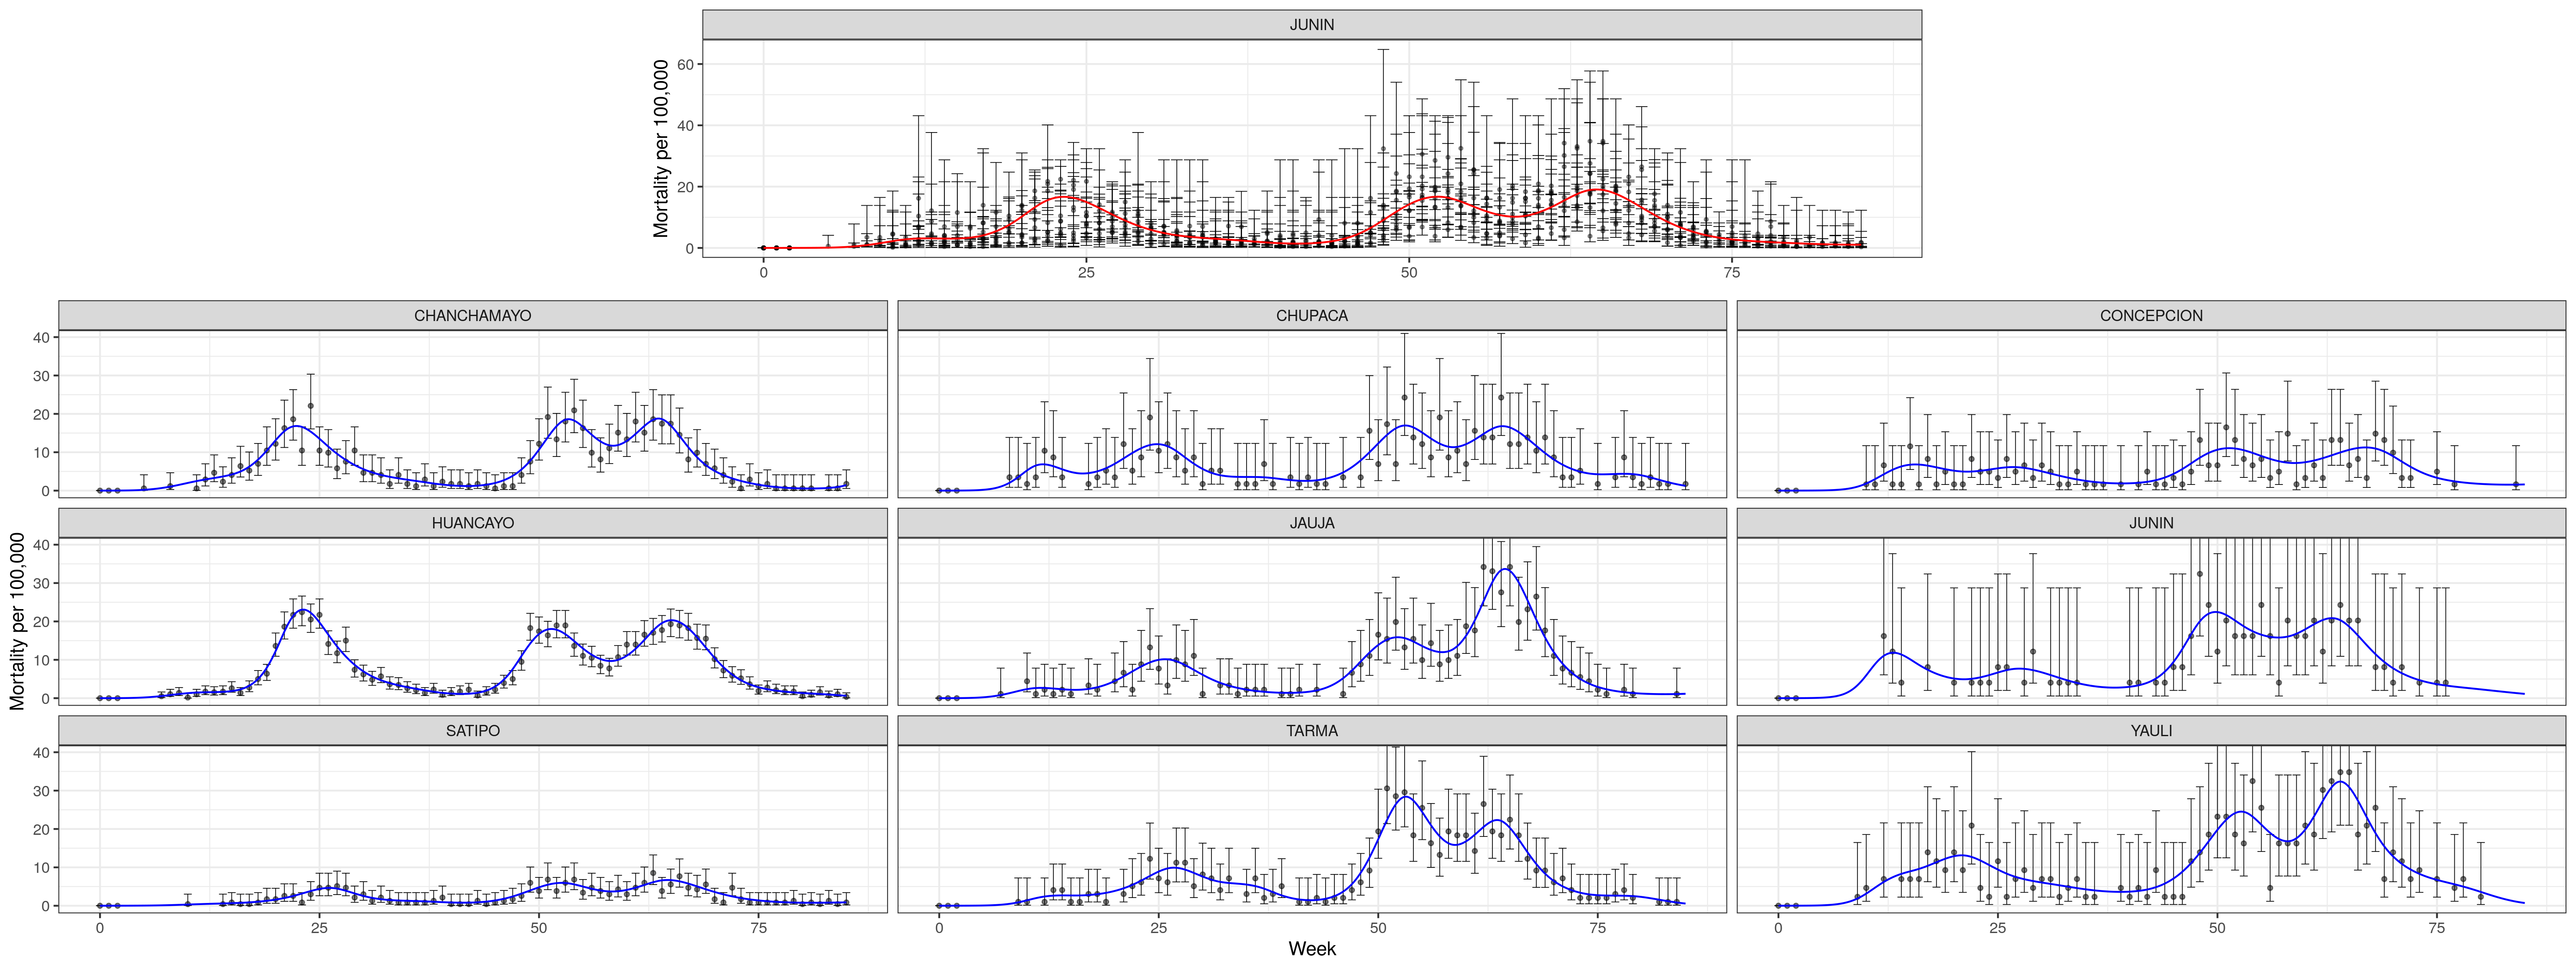 JUNIN
Mortality per 100,000
60
40
20
0
0 25 50 75
CHANCHAMAYO CHUPACA CONCEPCION
40
30
20
10
0
HUANCAYO JAUJA JUNIN
Mortality per 100,000
40
30
20
10
0
SATIPO TARMA YAULI
40
30
20
10
0
0 25 50 75 0 25 50 75 0 25 50 75
Week